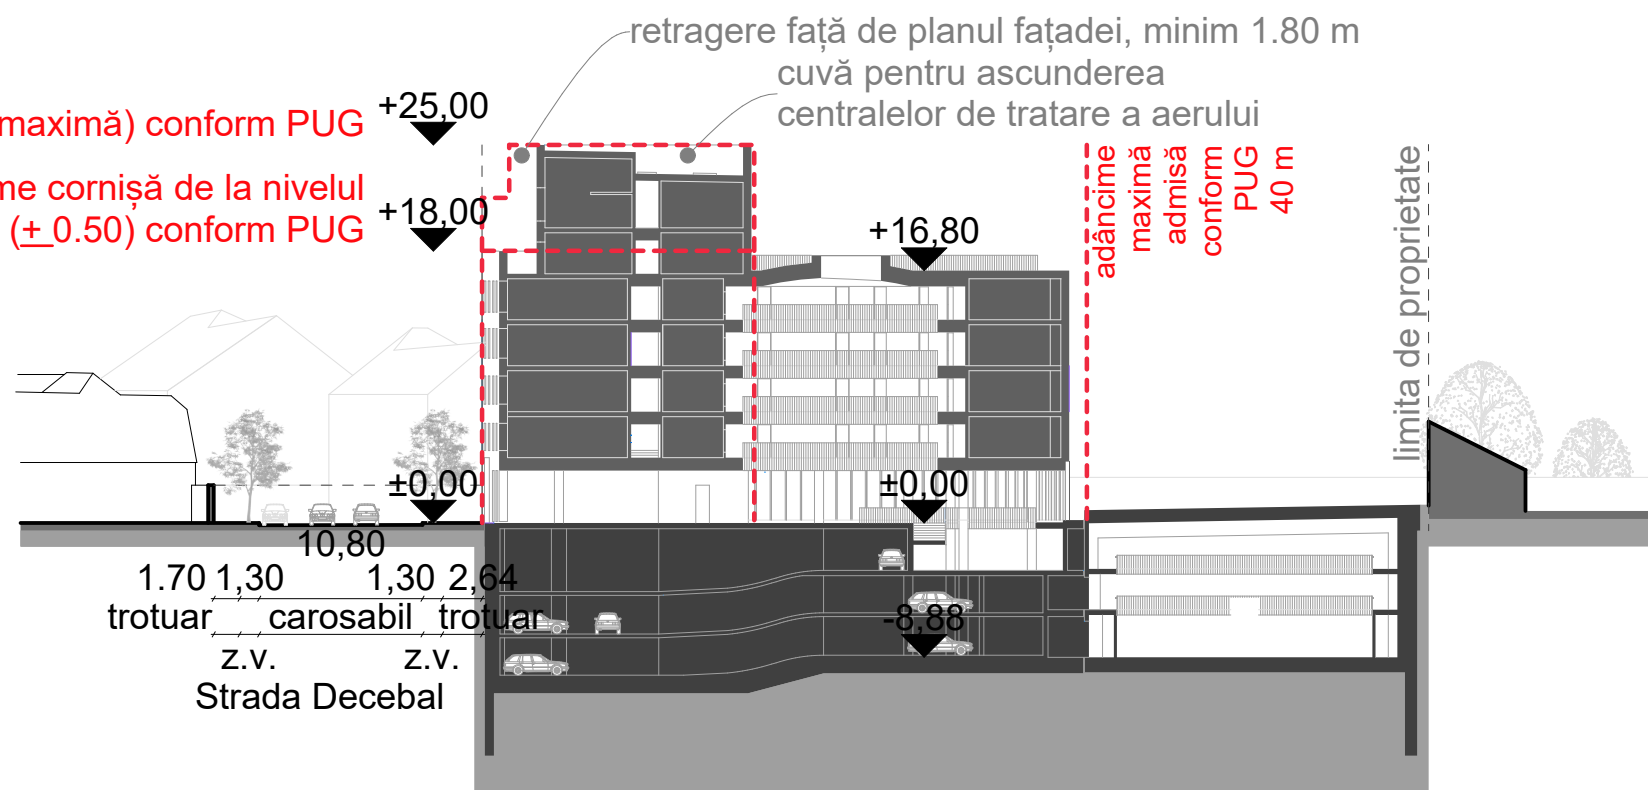 retragere față de planul fațadei, minim 1.80 m
cuvă pentru ascunderea
centralelor de tratare a aerului
maximă) conform PUG
+25,00
me cornișă de la nivelul
(± 0.50) conform PUG
+18,00
+16,80
adâncime
maximă
admisă
conform
PUG
40 m
limita de proprietate
±0,00
±0,00
10,80
1.70 1,30 1,30 2,64
trotuar carosabil trotuar
z.v. z.v.
Strada Decebal
-8,88